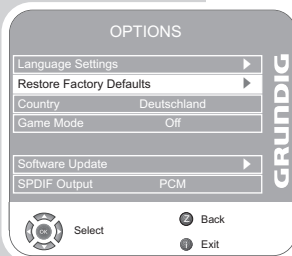 OPTIONS
Language Settings
Restore Factory Defaults
Country Deutschland
Game Mode Off
Software Update
SPDIF Output PCM
GRUNDIG
OK
Select
Z Back
i Exit